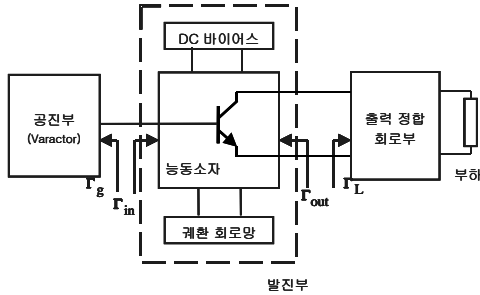 DC 바이어스
공진부
(Varactor)
능동소자
출력 정합
회로부
부하
Γg
Γin
Γout
ΓL
궤환 회로망
발진부